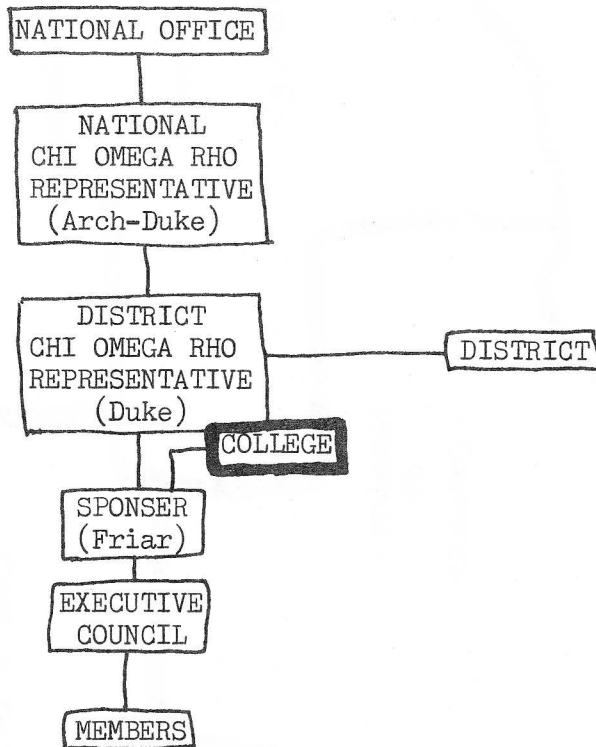 NATIONAL OFFICE
NATIONAL
CHI OMEGA RHO
REPRESENTATIVE
(Arch-Duke)
DISTRICT
CHI OMEGA RHO
REPRESENTATIVE
(Duke)
DISTRICT
COLLEGE
SPONSER
(Friar)
EXECUTIVE
COUNCIL
MEMBERS